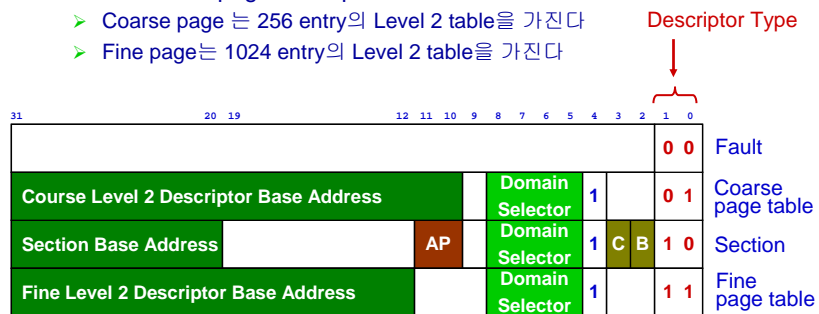 ➢ Coarse page 는 256 entry의 Level 2 table을 가진다
Descriptor Type
➢ Fine page는 1024 entry의 Level 2 table을 가진다
31 20 19 12 11 10 9 8 7 6 5 4 3 2 1 0
0 0 Fault
Course Level 2 Descriptor Base Address Domain Selector 1 0 1 Coarse page table
Section Base Address AP Domain Selector 1 C B 1 0 Section
Fine Level 2 Descriptor Base Address Domain Selector 1 1 1 Fine page table